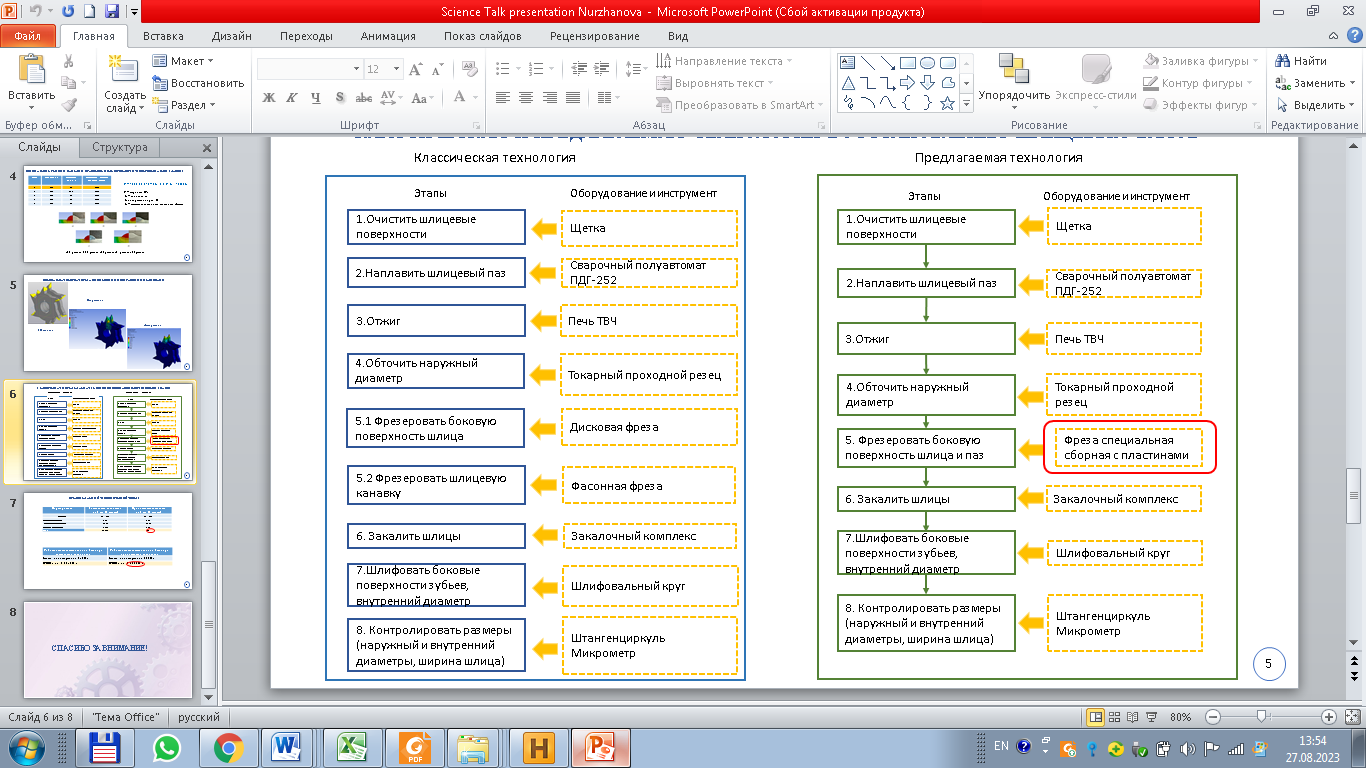 Science Talk presentation Nurzhanova - Microsoft PowerPoint (Сбой активации продукта)
Файл Главная Вставка Дизайн Переходы Анимация Показ слайдов Рецензирование Вид
Вставить
Буфер обм...
Создать слайд
Макет
Восстановить
Раздел
Слайды
12
Ж К Ч S abc AV Aa А
Шрифт
Направление текста
Выровнять текст
Преобразовать в SmartArt
Абзац
Упорядочить
Экспресс-стили
Заливка фигуры
Контур фигуры
Эффекты фигур
Рисование
Найти
Заменить
Выделить
Редактирование
Слайды Структура
4
5
6
7
8
СПАСИБО ЗА ВНИМАНИЕ!
Классическая технология
Этапы Оборудование и инструмент
1.Очистить шлицевые
поверхности
Щетка
2.Наплавить шлицевый паз
Сварочный полуавтомат
ПДГ-252
3.Отжиг
Печь ТВЧ
4.Обточить наружный
диаметр
Токарный проходной резец
5.1 Фрезеровать боковую
поверхность шлица
Дисковая фреза
5.2 Фрезеровать шлицевую
канавку
Фасонная фреза
6. Закалить шлицы
Закалочный комплекс
7.Шлифовать боковые
поверхности зубьев,
внутренний диаметр
Шлифовальный круг
8. Контролировать размеры
(наружный и внутренний
диаметры, ширина шлица)
Штангенциркуль
Микрометр
Предлагаемая технология
Этапы Оборудование и инструмент
1.Очистить шлицевые
поверхности
Щетка
2.Наплавить шлицевый паз
Сварочный полуавтомат
ПДГ-252
3.Отжиг
Печь ТВЧ
4.Обточить наружный
диаметр
Токарный проходной
резец
5. Фрезеровать боковую
поверхность шлица и паз
Фреза специальная
сборная с пластинами
6. Закалить шлицы
Закалочный комплекс
7.Шлифовать боковые
поверхности зубьев,
внутренний диаметр
Шлифовальный круг
8. Контролировать размеры
(наружный и внутренний
диаметры, ширина шлица)
Штангенциркуль
Микрометр
5
Слайд 6 из 8 "Тема Office" русский 80%
PDF
EN
13:54
27.08.2023